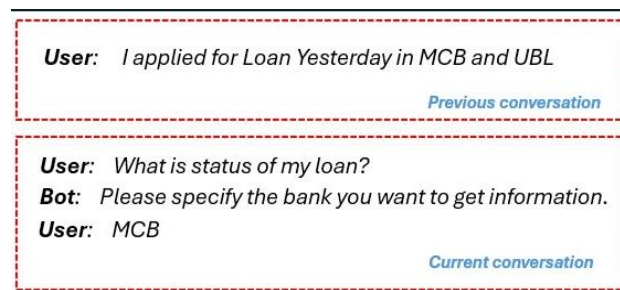 User: I applied for Loan Yesterday in MCB and UBL
Previous conversation
User: What is status of my loan?
Bot: Please specify the bank you want to get information.
User: MCB
Current conversation